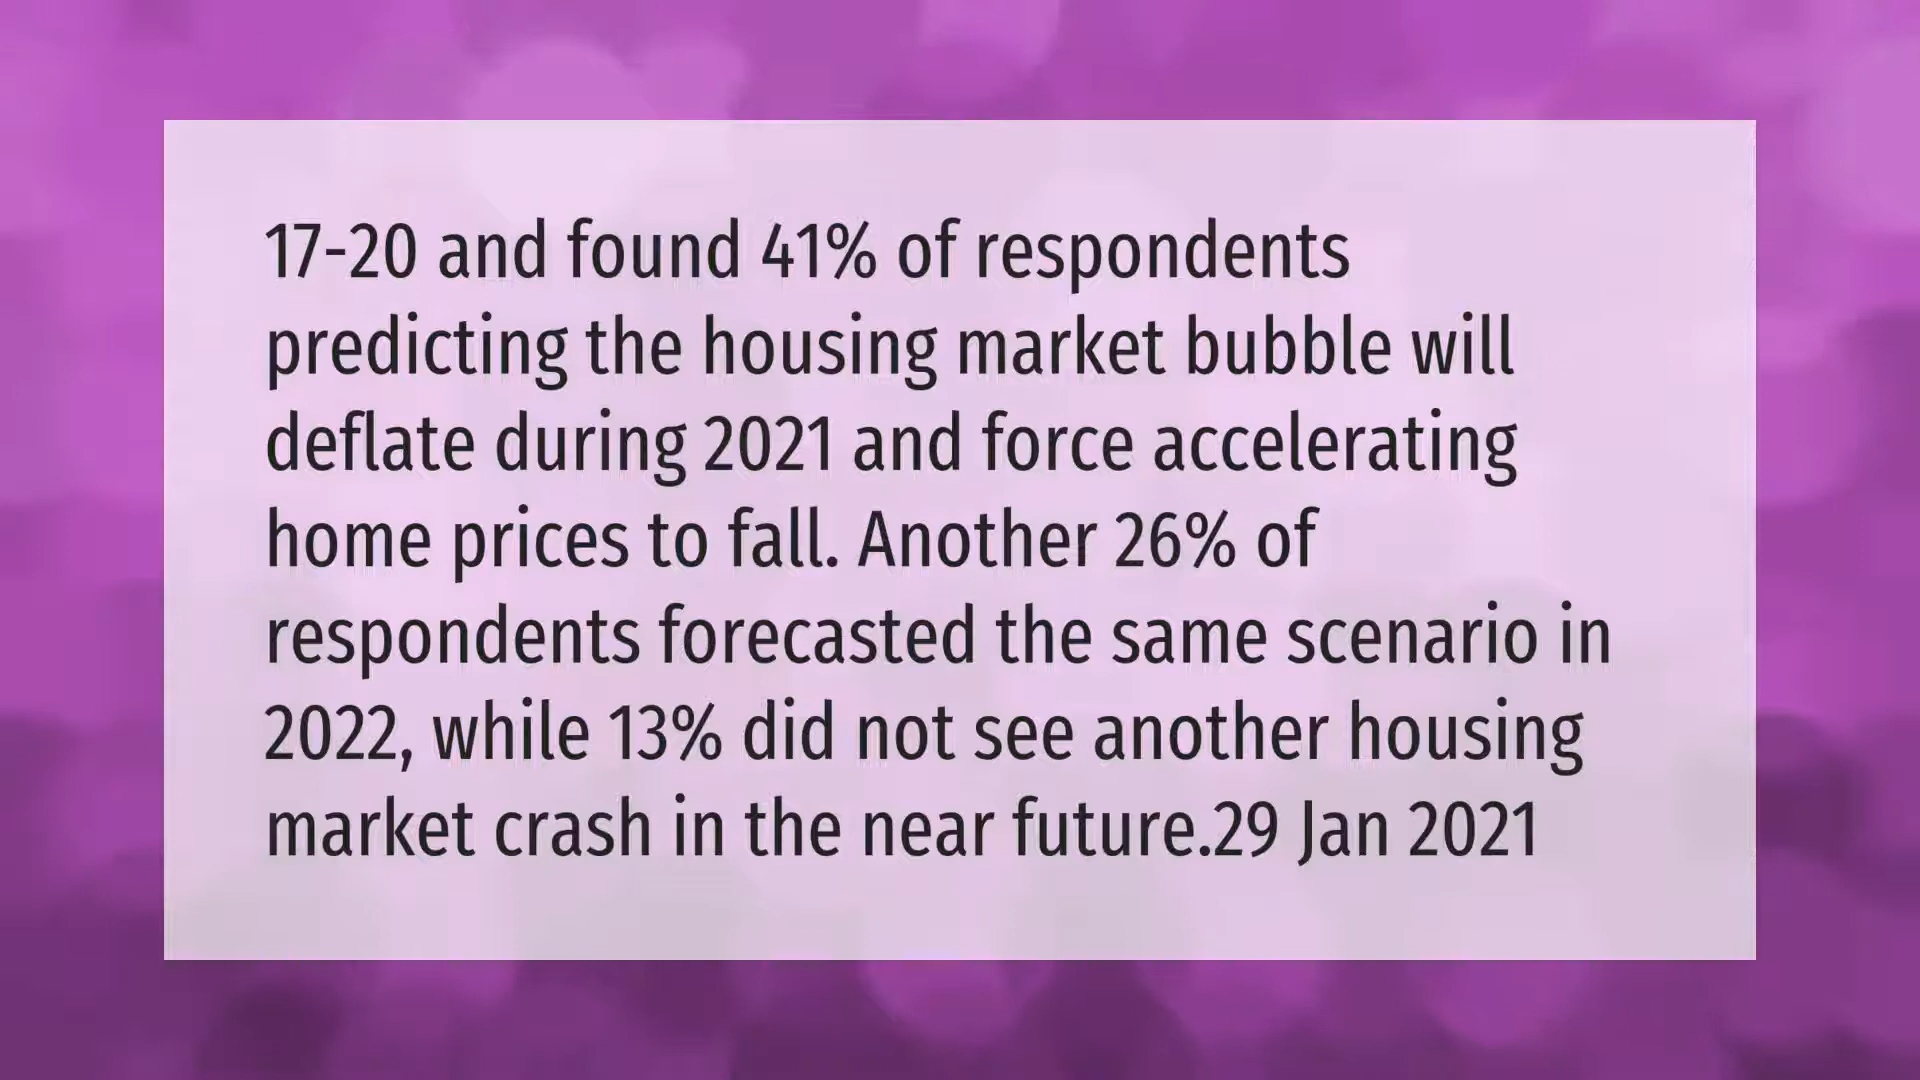 17-20 and found 41% of respondents
predicting the housing market bubble will
deflate during 2021 and force accelerating
home prices to fall. Another 26% of
respondents forecasted the same scenario in
2022, while 13% did not see another housing
market crash in the near future.29 Jan 2021